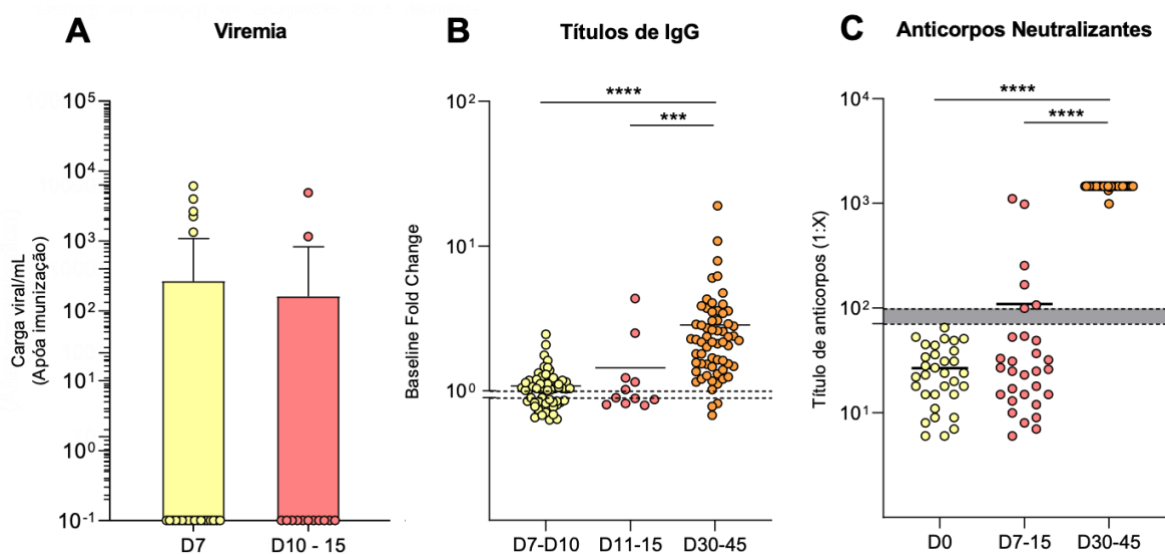 A
Viremia
Carga viral/mL
(Apóa imunização)
10^5
10^4
10^3
10^2
10^1
10^0
10^-1
D7
D10 - 15
B
Títulos de IgG
Baseline Fold Change
****
***
10^2
10^1
10^0
D7-D10
D11-15
D30-45
C
Anticorpos Neutralizantes
Título de anticorpos (1:X)
****
****
10^4
10^3
10^2
10^1
D0
D7-15
D30-45